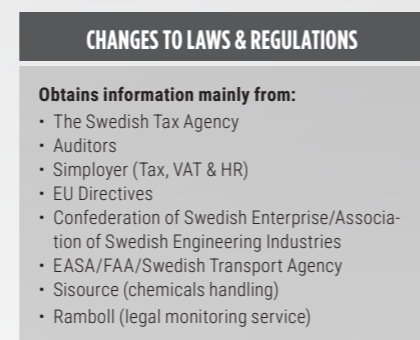 CHANGES TO LAWS & REGULATIONS
Obtains information mainly from:
• The Swedish Tax Agency
• Auditors
• Simployer (Tax, VAT & HR)
• EU Directives
• Confederation of Swedish Enterprise/Associa-
tion of Swedish Engineering Industries
• EASA/FAA/Swedish Transport Agency
• Sisource (chemicals handling)
• Ramboll (legal monitoring service)